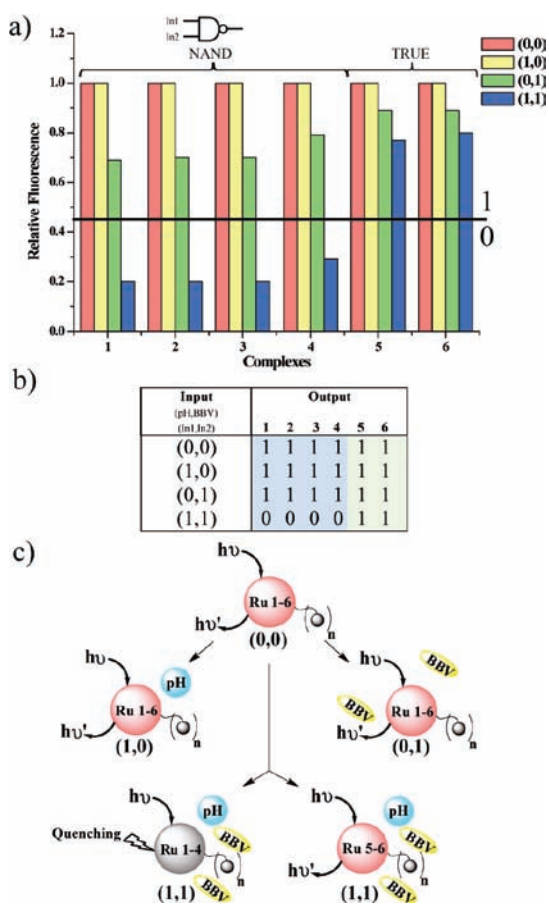 a)
In1
In2
NAND
TRUE
(0,0)
(1,0)
(0,1)
(1,1)
1.2
1.0
0.8
0.6
0.4
0.2
0.0
Relative Fluorescence
1
0
1 2 3 4 5 6
Complexes
b)
Input Output
(pH,BBV)
(In1,In2) 1 2 3 4 5 6
(0,0) 1 1 1 1 1 1
(1,0) 1 1 1 1 1 1
(0,1) 1 1 1 1 1 1
(1,1) 0 0 0 0 1 1
c)
hυ
Ru 1-6
hυ'
n
(0,0)
hυ
pH
Ru 1-6
hυ'
n
(1,0)
hυ
BBV
BBV
Ru 1-6
hυ'
n
(0,1)
hυ
pH
Quenching
BBV
Ru 1-4
n
BBV
(1,1)
hυ
pH
BBV
Ru 5-6
hυ'
n
BBV
(1,1)